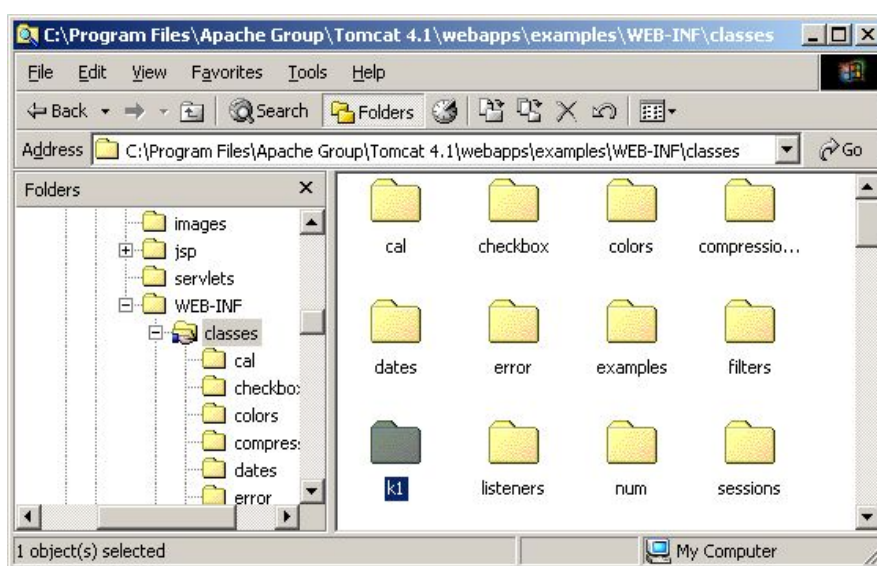 C:\Program Files\Apache Group\Tomcat 4.1\webapps\examples\WEB-INF\classes
File Edit View Favorites Tools Help
Back Search Folders
Address C:\Program Files\Apache Group\Tomcat 4.1\webapps\examples\WEB-INF\classes Go
Folders
images
jsp
servlets
WEB-INF
classes
cal
checkbo
colors
compres
dates
error
cal checkbox colors compressio...
dates error examples filters
k1 listeners num sessions
1 object(s) selected My Computer